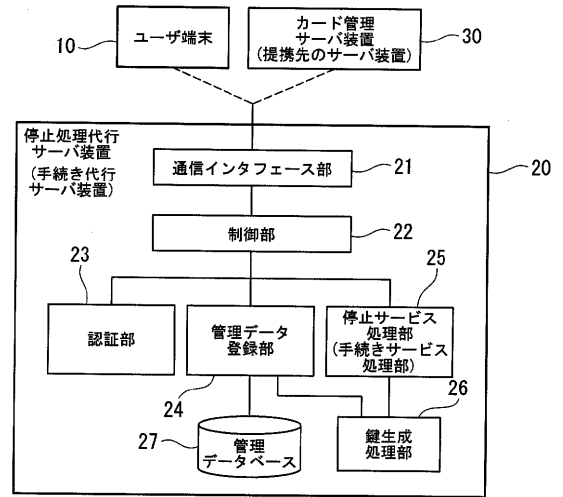 ユーザ端末
10
カード管理
サーバ装置
(提携先のサーバ装置)
30
停止処理代行
サーバ装置
(手続き代行
サーバ装置)
20
通信インタフェース部
21
制御部
22
23
認証部
管理データ
登録部
24
25
停止サービス
処理部
(手続きサービス
処理部)
26
鍵生成
処理部
27
管理
データベース